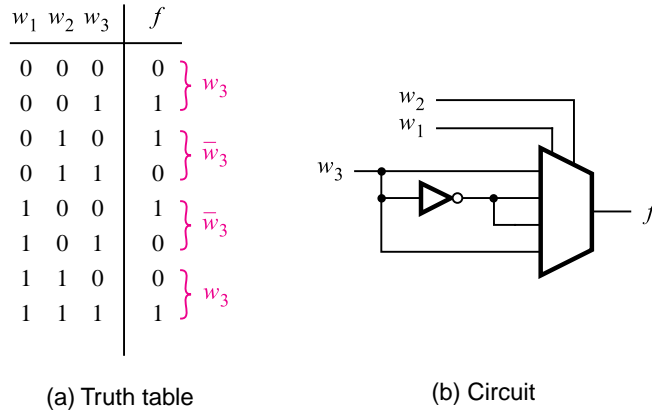 w1 w2 w3 f
0 0 0 0
w3
0 0 1 1
0 1 0 1
w̄3
0 1 1 0
1 0 0 1
w̄3
1 0 1 0
1 1 0 0
w3
1 1 1 1
(a) Truth table
w2
w1
w3
f
(b) Circuit